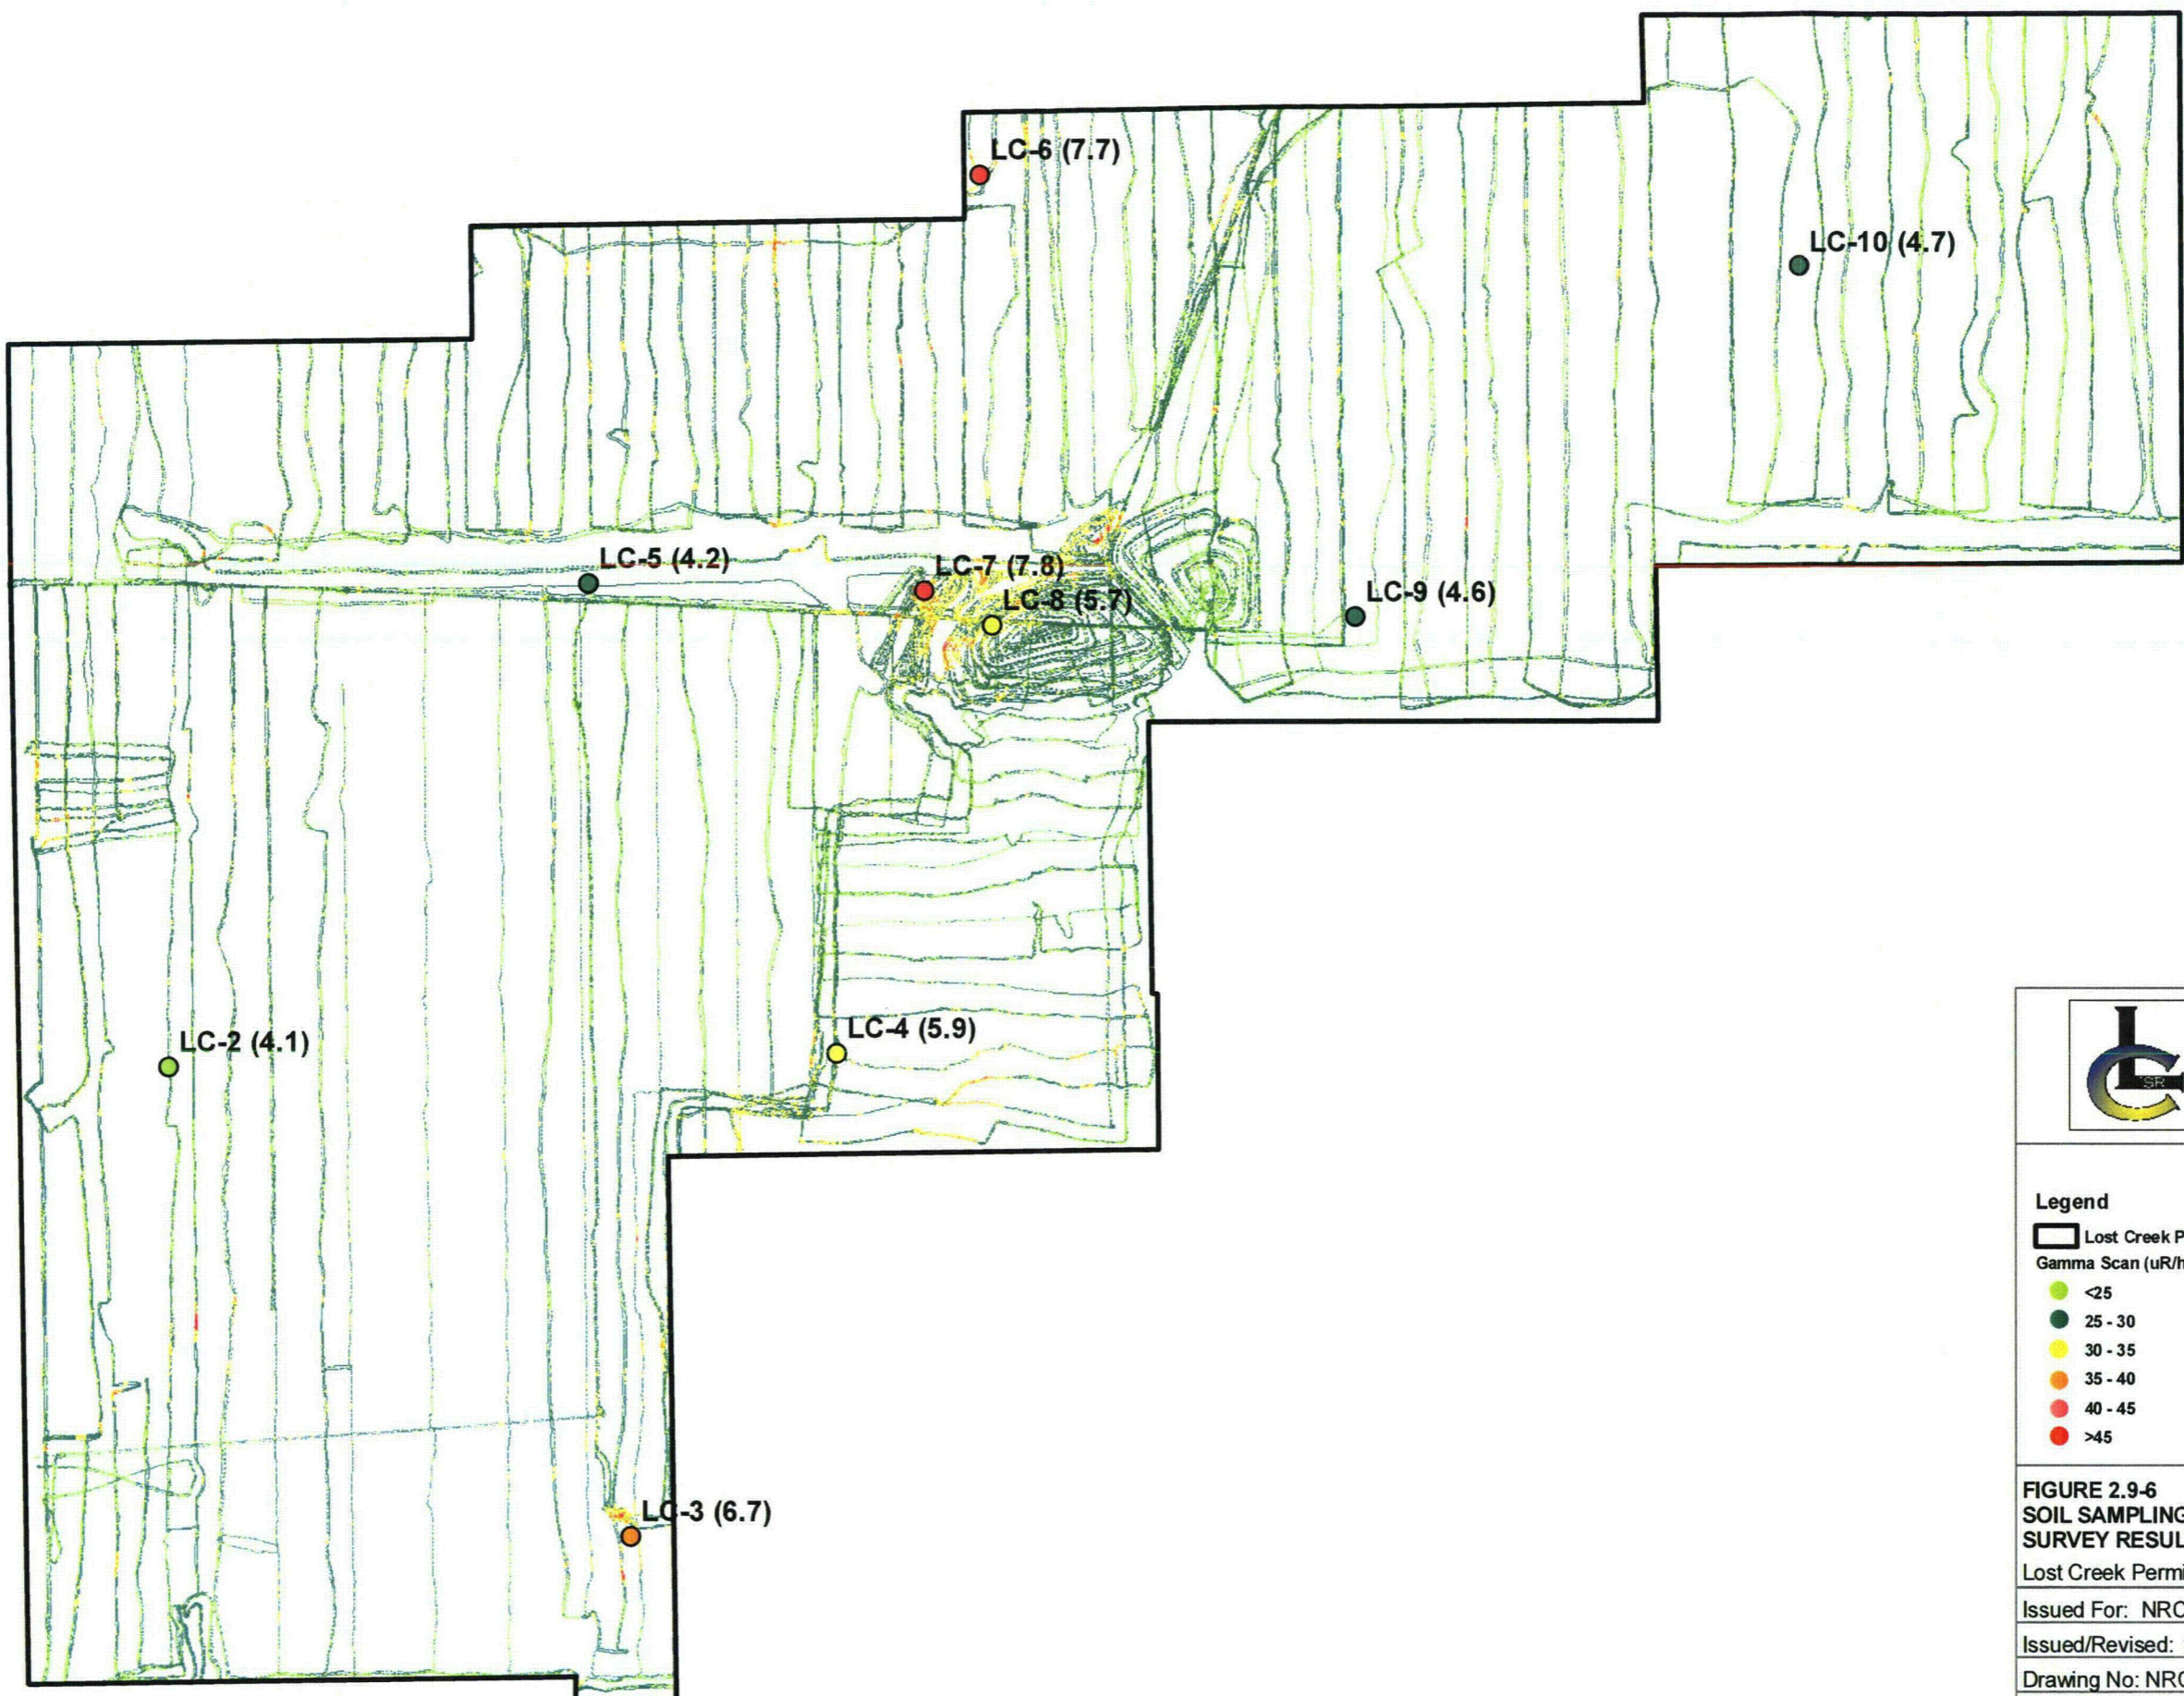 LC-6 (7.7)
LC-10 (4.7)
LC-5 (4.2)
LC-7 (7.8)
LC-8 (5.7)
LC-9 (4.6)
LC-4 (5.9)
LC-2 (4.1)
LC-3 (6.7)
LC
ISR
Legend
Lost Creek P
Gamma Scan (uR/h
<25
25 - 30
30 - 35
35 - 40
40 - 45
>45
FIGURE 2.9-6
SOIL SAMPLING
SURVEY RESUL
Lost Creek Permi
Issued For: NRC
Issued/Revised:
Drawing No: NRC